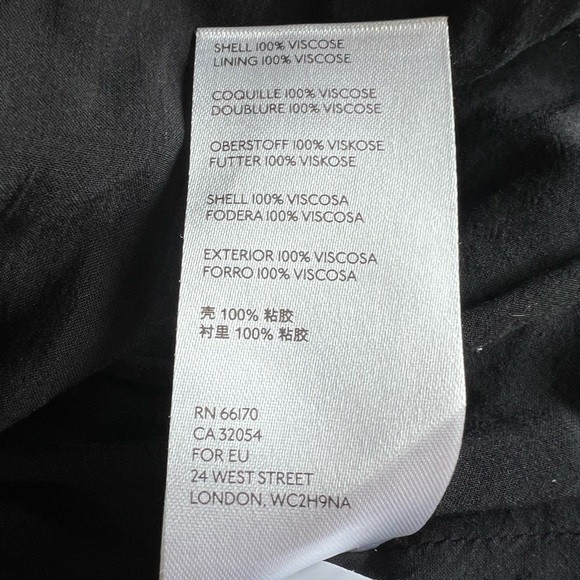 SHELL 100% VISCOSE
LINING 100% VISCOSE
COQUILLE 100% VISCOSE
DOUBLURE 100% VISCOSE
OBERSTOFF 100% VISKOSE
FUTTER 100% VISKOSE
SHELL 100% VISCOSA
FODERA 100% VISCOSA
EXTERIOR 100% VISCOSA
FORRO 100% VISCOSA
壳 100% 粘胶
衬里 100% 粘胶
RN 66170
CA 32054
FOR EU
24 WEST STREET
LONDON, WC2H9NA